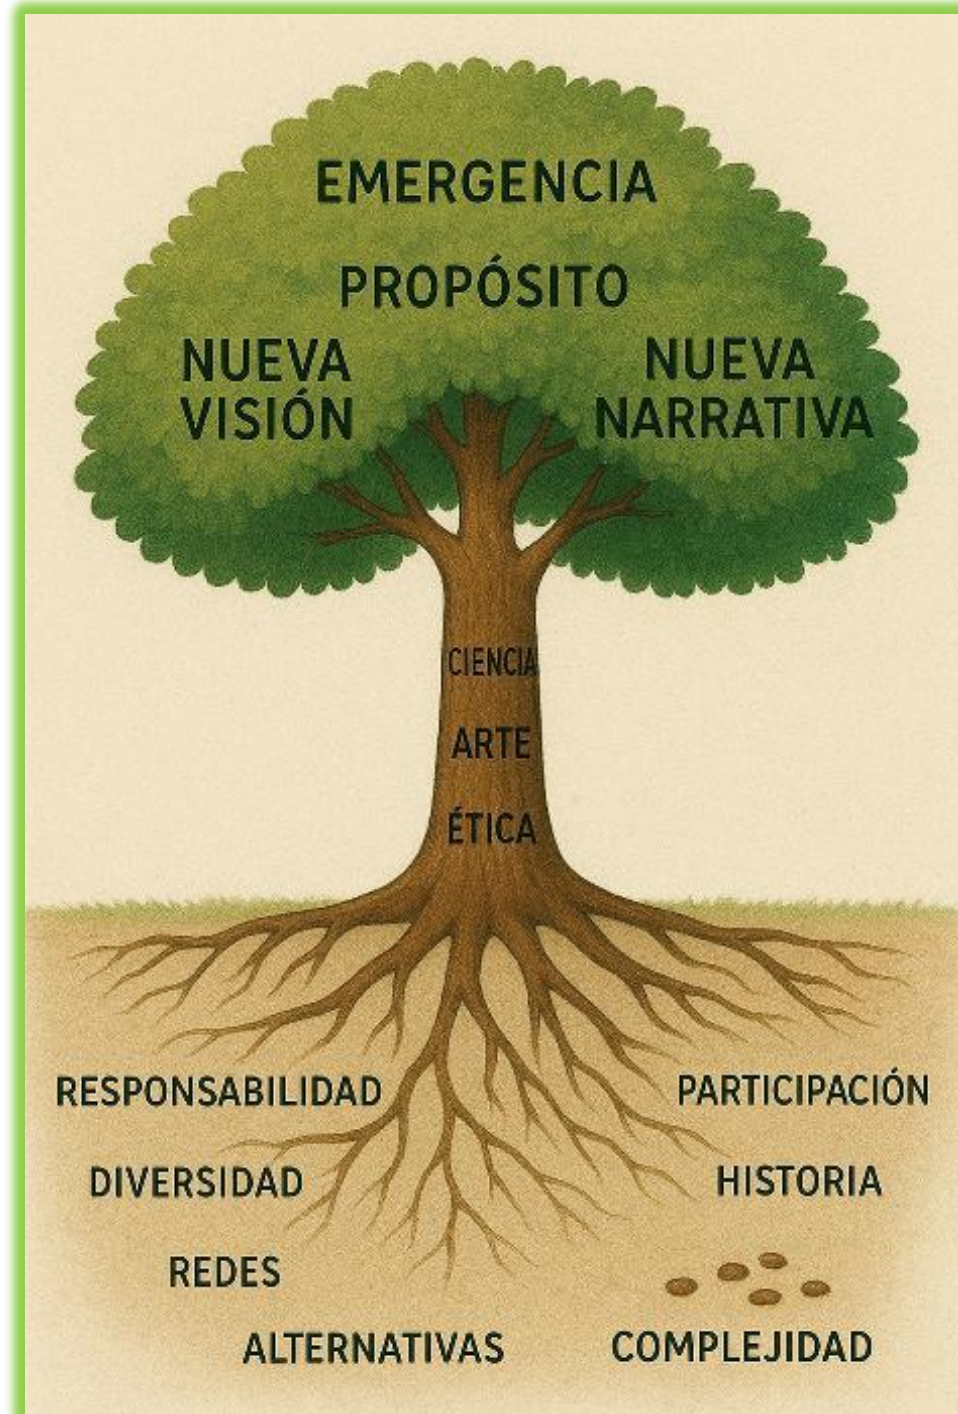 EMERGENCIA
PROPÓSITO
NUEVA
VISIÓN
NUEVA
NARRATIVA
CIENCIA
ARTE
ÉTICA
RESPONSABILIDAD
PARTICIPACIÓN
DIVERSIDAD
HISTORIA
REDES
ALTERNATIVAS
COMPLEJIDAD